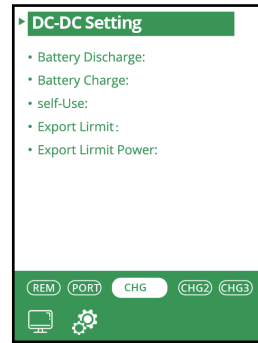 DC-DC Setting
• Battery Discharge:
• Battery Charge:
• self-Use:
• Export Lirmit：
• Export Lirmit Power:
REM PORT CHG CHG2 CHG3